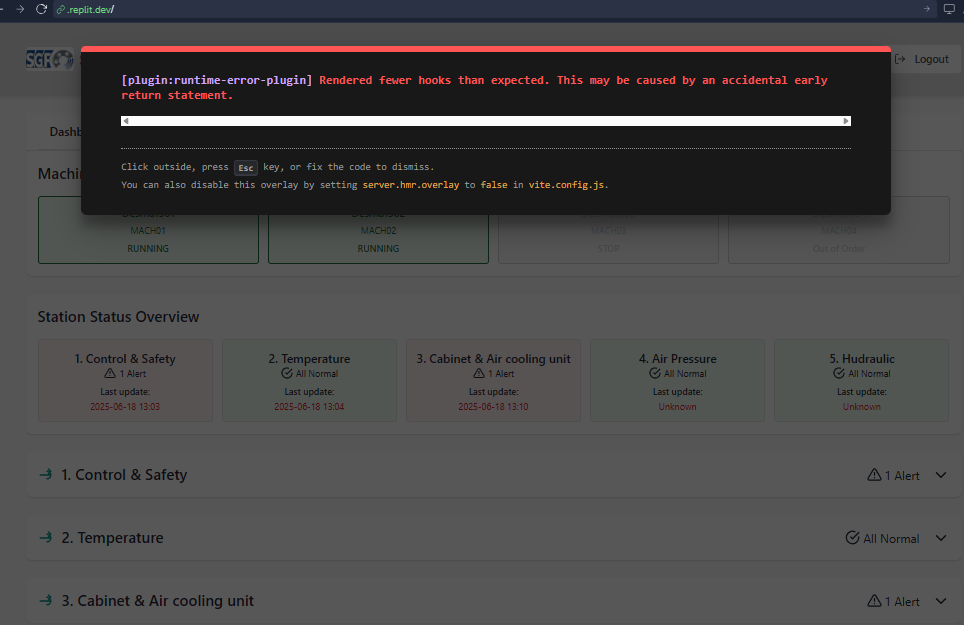 .replit.dev/
SGF
Logout
[plugin:runtime-error-plugin] Rendered fewer hooks than expected. This may be caused by an accidental early
return statement.
Click outside, press Esc key, or fix the code to dismiss.
You can also disable this overlay by setting server.hmr.overlay to false in vite.config.js.
Dashb
Machi
MACH01
RUNNING
MACH02
RUNNING
MACH03
STOP
MACH04
Out of Order
Station Status Overview
1. Control & Safety
1 Alert
Last update:
2025-06-18 13:03
2. Temperature
All Normal
Last update:
2025-06-18 13:04
3. Cabinet & Air cooling unit
1 Alert
Last update:
2025-06-18 13:10
4. Air Pressure
All Normal
Last update:
Unknown
5. Hudraulic
All Normal
Last update:
Unknown
1. Control & Safety
1 Alert
2. Temperature
All Normal
3. Cabinet & Air cooling unit
1 Alert